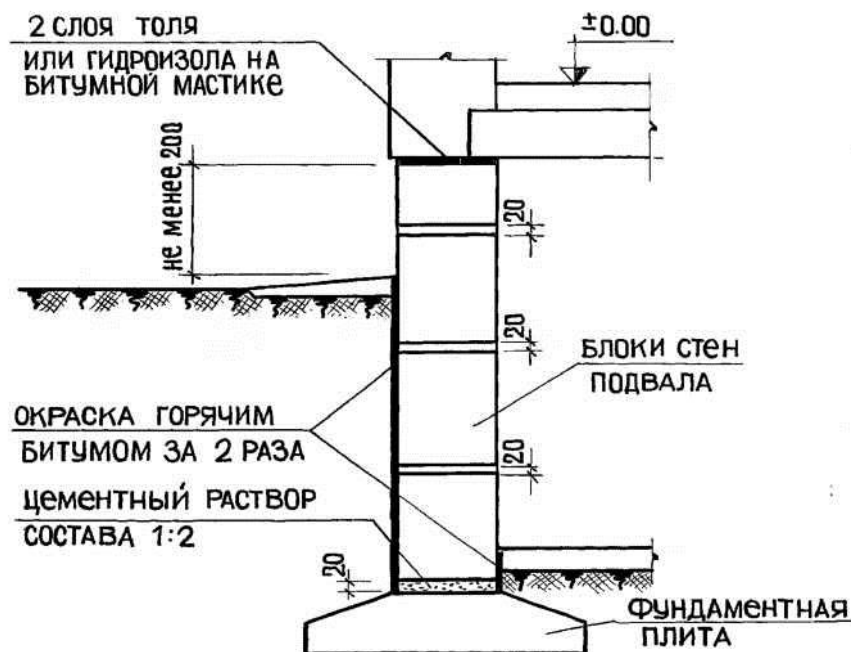 2 СЛОЯ ТОЛЯ
ИЛИ ГИДРОИЗОЛА НА
БИТУМНОЙ МАСТИКЕ
±0.00
не менее 200
20
20
БЛОКИ СТЕН
ПОДВАЛА
ОКРАСКА ГОРЯЧИМ
БИТУМОМ ЗА 2 РАЗА
20
ЦЕМЕНТНЫЙ РАСТВОР
СОСТАВА 1:2
20
ФУНДАМЕНТНАЯ
ПЛИТА